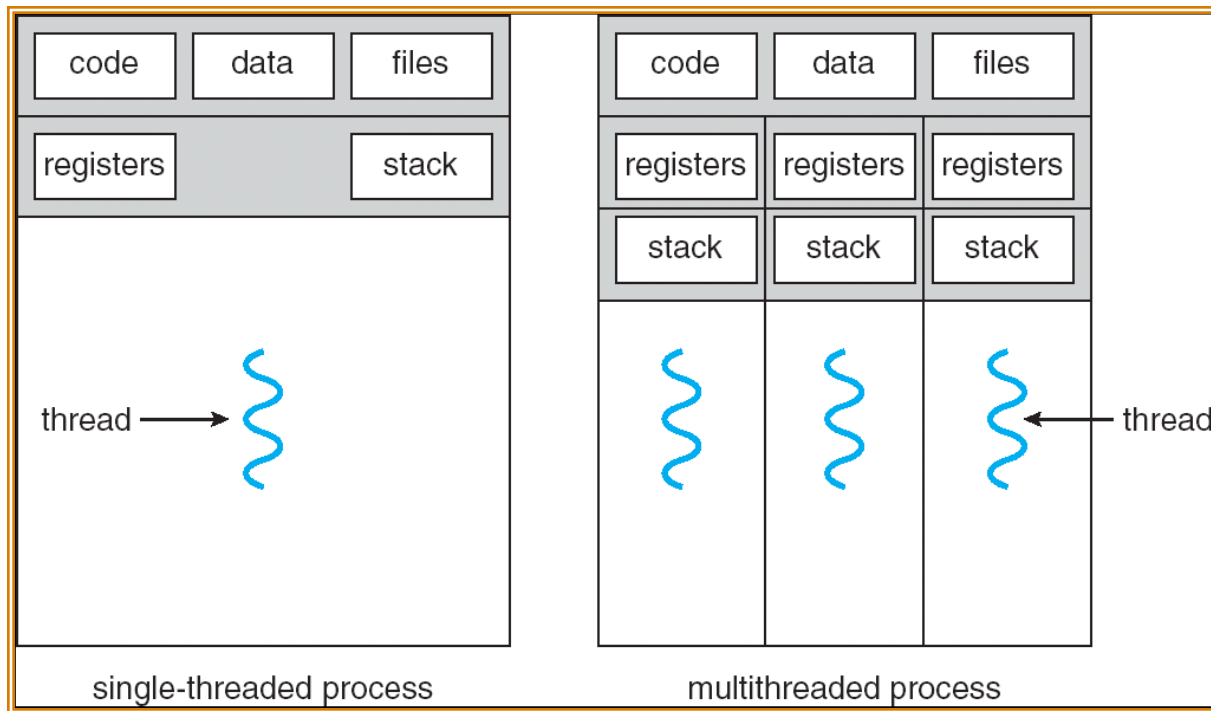 code data files code data files
registers stack registers registers registers
stack stack stack
thread thread
single-threaded process multithreaded process